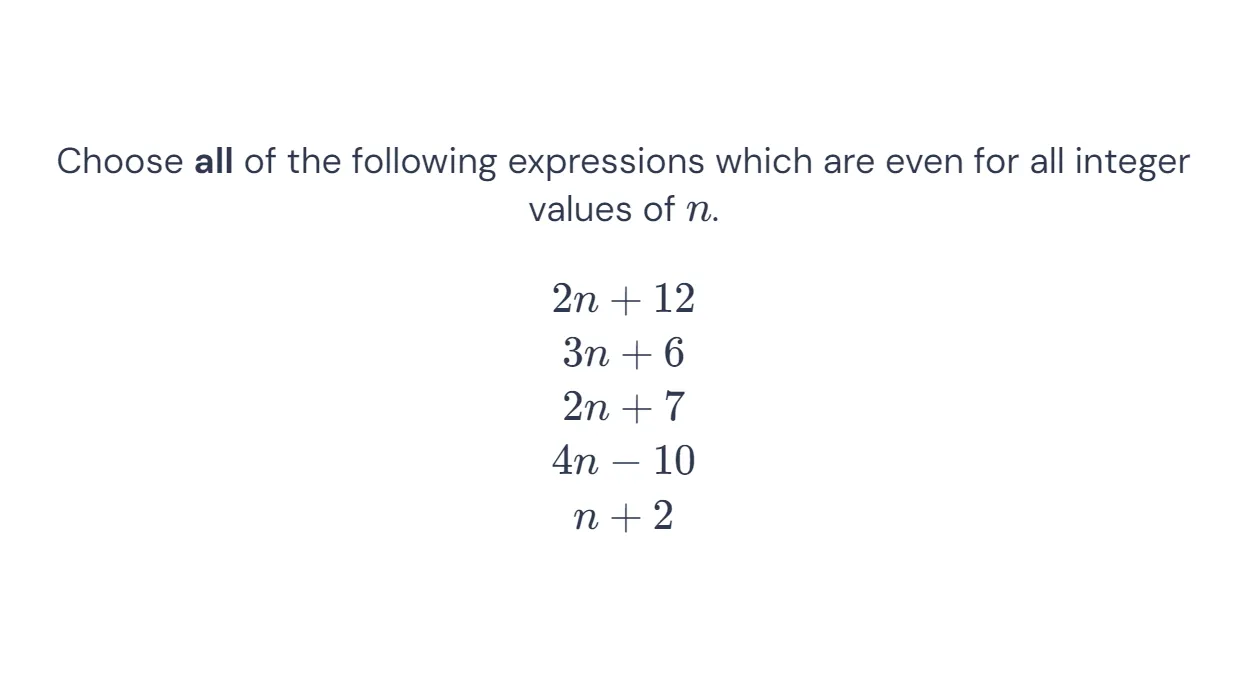 Choose all of the following expressions which are even for all integer
values of n.
2n + 12
3n + 6
2n + 7
4n − 10
n + 2